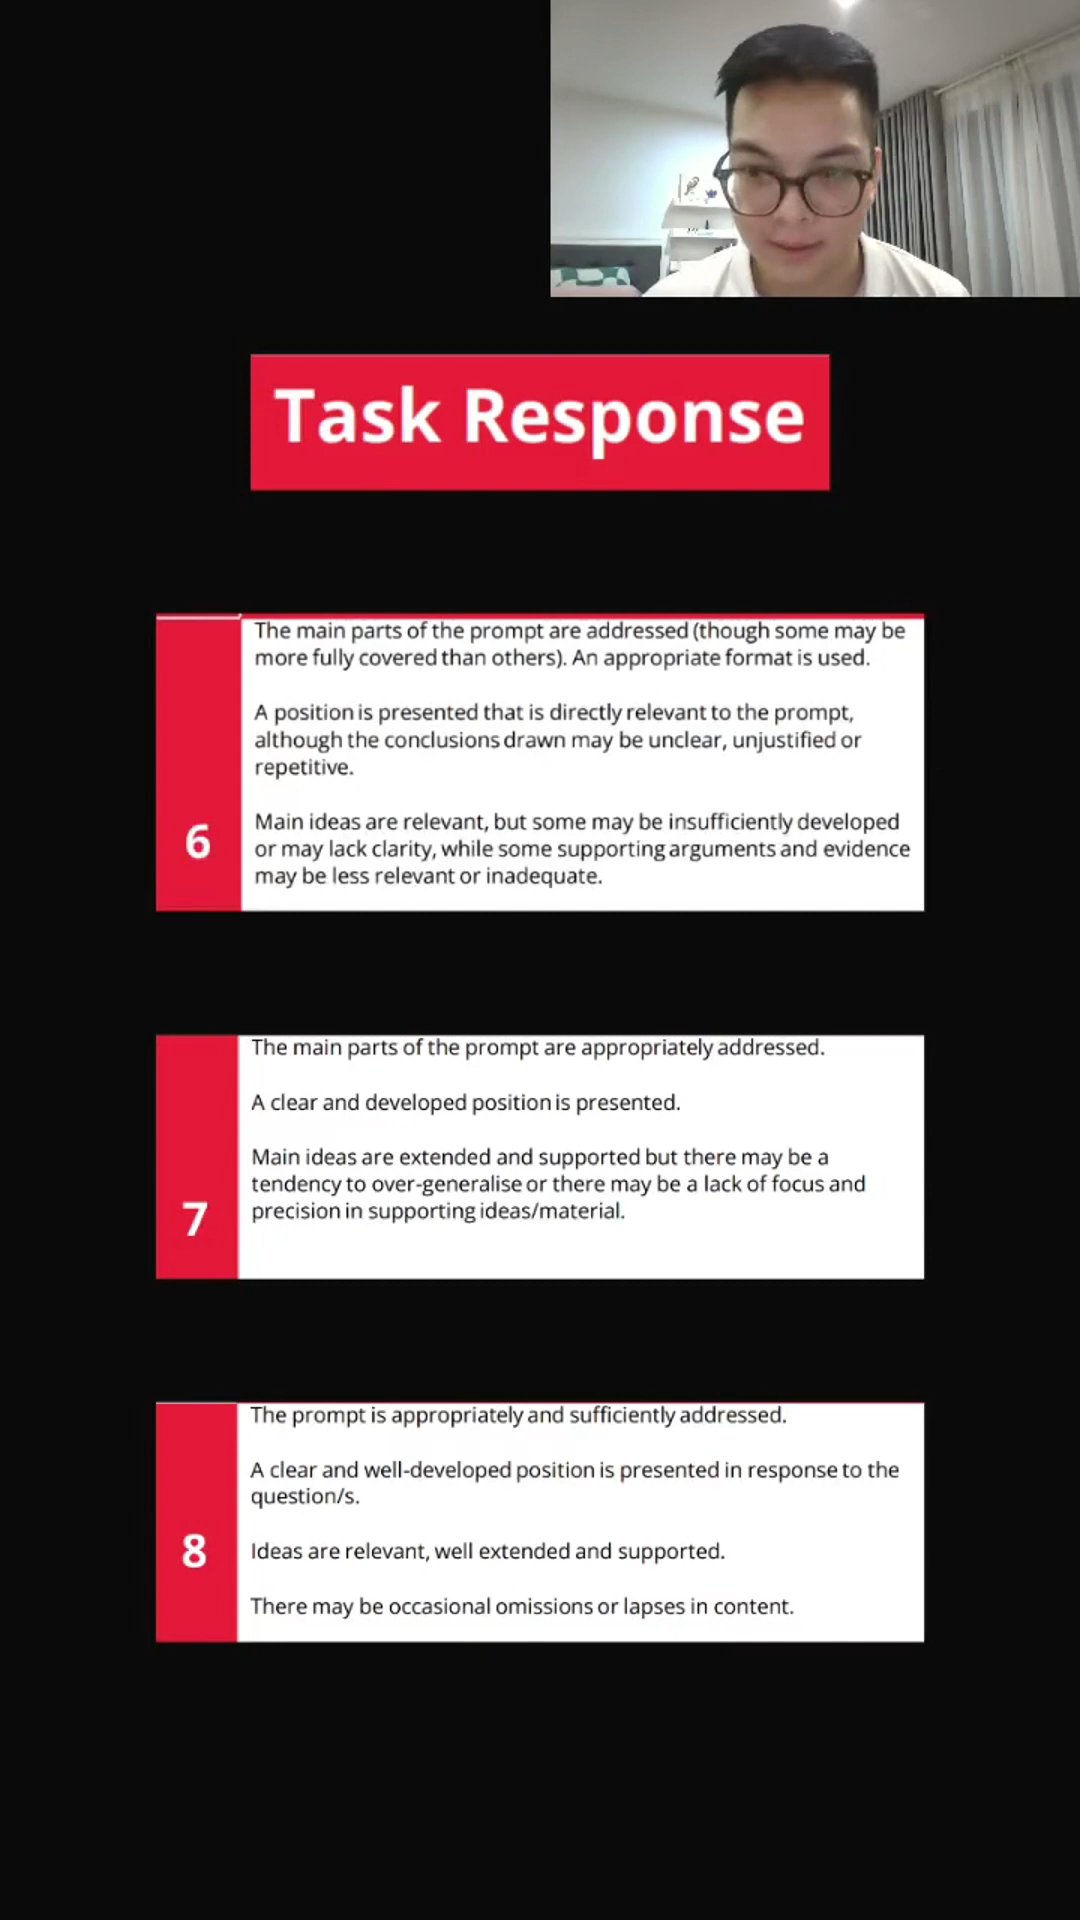 Task Response
The main parts of the prompt are addressed (though some may be
more fully covered than others). An appropriate format is used.
A position is presented that is directly relevant to the prompt,
although the conclusions drawn may be unclear, unjustified or
repetitive.
6
Main ideas are relevant, but some may be insufficiently developed
or may lack clarity, while some supporting arguments and evidence
may be less relevant or inadequate.
The main parts of the prompt are appropriately addressed.
A clear and developed position is presented.
Main ideas are extended and supported but there may be a
tendency to over-generalise or there may be a lack of focus and
precision in supporting ideas/material.
7
The prompt is appropriately and sufficiently addressed.
A clear and well-developed position is presented in response to the
question/s.
8
Ideas are relevant, well extended and supported.
There may be occasional omissions or lapses in content.